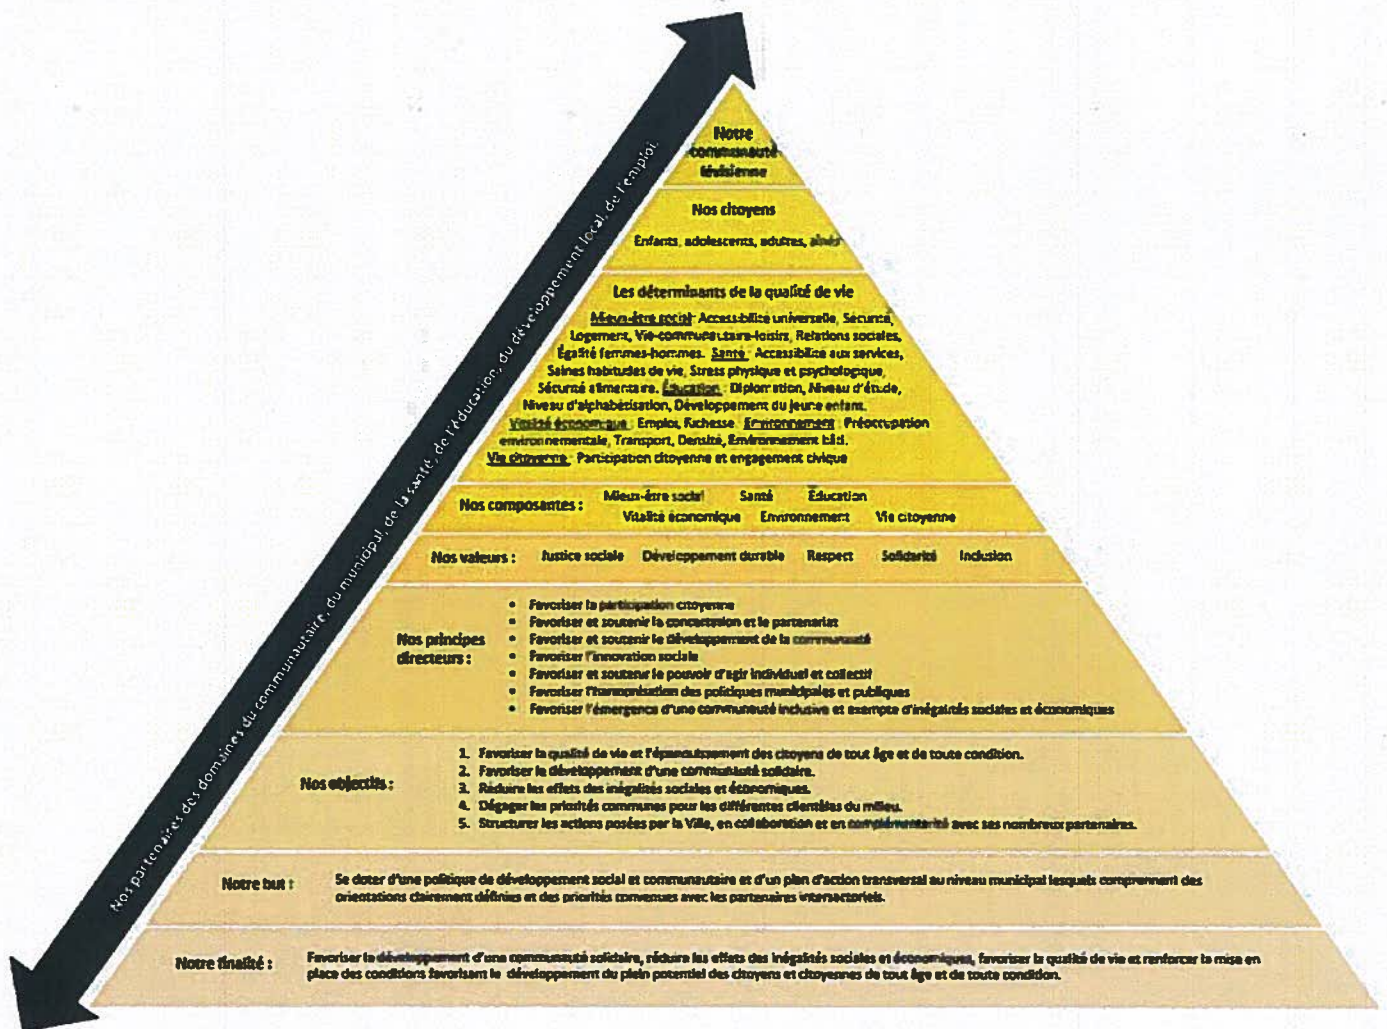 Nos partenaires des domaines du communautaire, du municipal, de la santé, de l'éducation, du développement local, de l'emploi.
Notre
communauté
lévisienne
Nos citoyens
Enfants, adolescents, adultes, aînés
Les déterminants de la qualité de vie
Mieux-être social : Accessibilité universelle, Sécurité,
Logement, Vie-communautaire-loisirs, Relations sociales,
Égalité femmes-hommes. Santé : Accessibilité aux services,
Saines habitudes de vie, Stress physique et psychologique,
Sécurité alimentaire. Éducation : Diplomation, Niveau d'étude,
Niveau d'alphabétisation, Développement du jeune enfant.
Vitalité économique : Emploi, Richesse. Environnement : Préoccupation
environnementale, Transport, Densité, Environnement bâti.
Vie citoyenne : Participation citoyenne et engagement civique
Nos composantes : Mieux-être social Santé Éducation
Vitalité économique Environnement Vie citoyenne
Nos valeurs : Justice sociale Développement durable Respect Solidarité Inclusion
Nos principes
directeurs :
• Favoriser la participation citoyenne
• Favoriser et soutenir la concertation et le partenariat
• Favoriser et soutenir le développement de la communauté
• Favoriser l'innovation sociale
• Favoriser et soutenir le pouvoir d'agir individuel et collectif
• Favoriser l'harmonisation des politiques municipales et publiques
• Favoriser l'émergence d'une communauté inclusive et exempte d'inégalités sociales et économiques
Nos objectifs :
1. Favoriser la qualité de vie et l'épanouissement des citoyens de tout âge et de toute condition.
2. Favoriser le développement d'une communauté solidaire.
3. Réduire les effets des inégalités sociales et économiques.
4. Dégager les priorités communes pour les différentes clientèles du milieu.
5. Structurer les actions posées par la Ville, en collaboration et en complémentarité avec ses nombreux partenaires.
Notre but : Se doter d'une politique de développement social et communautaire et d'un plan d'action transversal au niveau municipal lesquels comprennent des
orientations clairement définies et des priorités convenues avec les partenaires intersectoriels.
Notre finalité : Favoriser le développement d'une communauté solidaire, réduire les effets des inégalités sociales et économiques, favoriser la qualité de vie et renforcer la mise en
place des conditions favorisant le développement du plein potentiel des citoyens et citoyennes de tout âge et de toute condition.